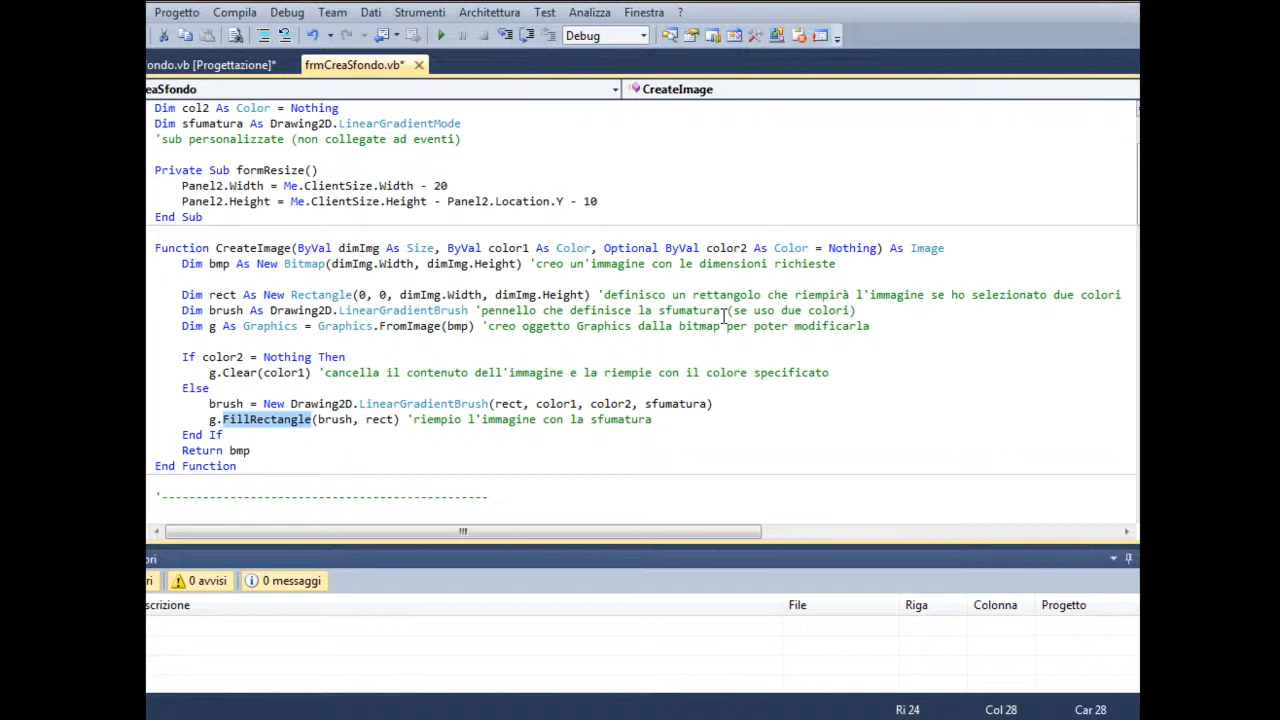 Progetto Compila Debug Team Dati Strumenti Architettura Test Analizza Finestra ?
Debug
fondo.vb [Progettazione]* frmCreaSfondo.vb*
eaSfondo CreateImage
Dim col2 As Color = Nothing
Dim sfumatura As Drawing2D.LinearGradientMode
'sub personalizzate (non collegate ad eventi)
Private Sub formResize()
Panel2.Width = Me.ClientSize.Width - 20
Panel2.Height = Me.ClientSize.Height - Panel2.Location.Y - 10
End Sub
Function CreateImage(ByVal dimImg As Size, ByVal color1 As Color, Optional ByVal color2 As Color = Nothing) As Image
Dim bmp As New Bitmap(dimImg.Width, dimImg.Height) 'creo un'immagine con le dimensioni richieste
Dim rect As New Rectangle(0, 0, dimImg.Width, dimImg.Height) 'definisco un rettangolo che riempirà l'immagine se ho selezionato due colori
Dim brush As Drawing2D.LinearGradientBrush 'pennello che definisce la sfumatura (se uso due colori)
Dim g As Graphics = Graphics.FromImage(bmp) 'creo oggetto Graphics dalla bitmap per poter modificarla
If color2 = Nothing Then
g.Clear(color1) 'cancella il contenuto dell'immagine e la riempie con il colore specificato
Else
brush = New Drawing2D.LinearGradientBrush(rect, color1, color2, sfumatura)
g.FillRectangle(brush, rect) 'riempio l'immagine con la sfumatura
End If
Return bmp
End Function
'------------------------------------------------
ori
ri 0 avvisi 0 messaggi
scrizione File Riga Colonna Progetto
Ri 24 Col 28 Car 28